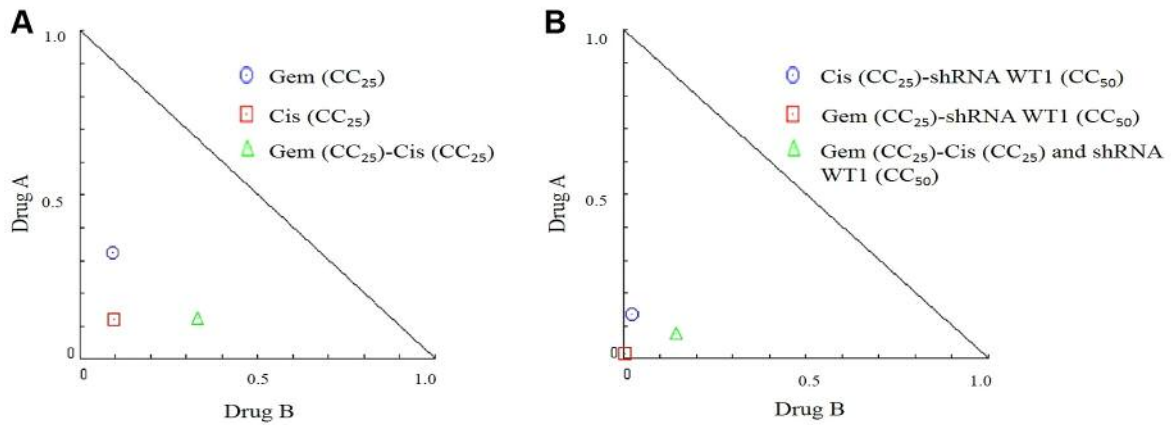 A
1.0
Gem (CC₂₅)
Cis (CC₂₅)
Gem (CC₂₅)-Cis (CC₂₅)
0.5
Drug A
0
0
0.5
1.0
Drug B
B
1.0
Cis (CC₂₅)-shRNA WT1 (CC₅₀)
Gem (CC₂₅)-shRNA WT1 (CC₅₀)
Gem (CC₂₅)-Cis (CC₂₅) and shRNA
WT1 (CC₅₀)
0.5
Drug A
0
0
0.5
1.0
Drug B